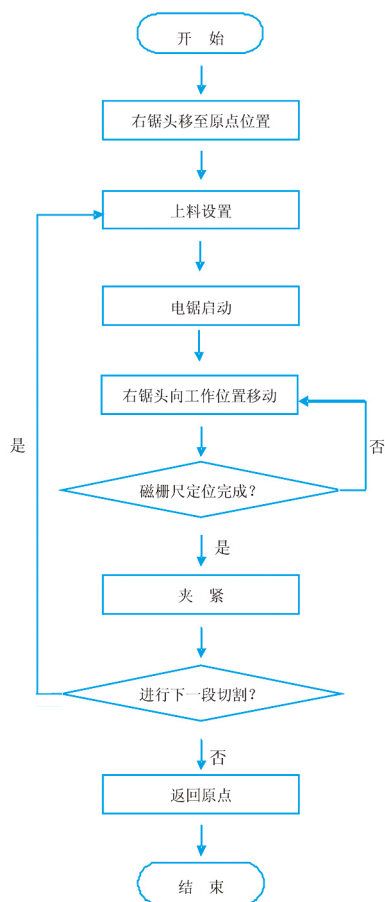 开 始
右锯头移至原点位置
上料设置
电锯启动
右锯头向工作位置移动
是
否
磁栅尺定位完成?
是
夹 紧
进行下一段切割?
否
返回原点
结 束